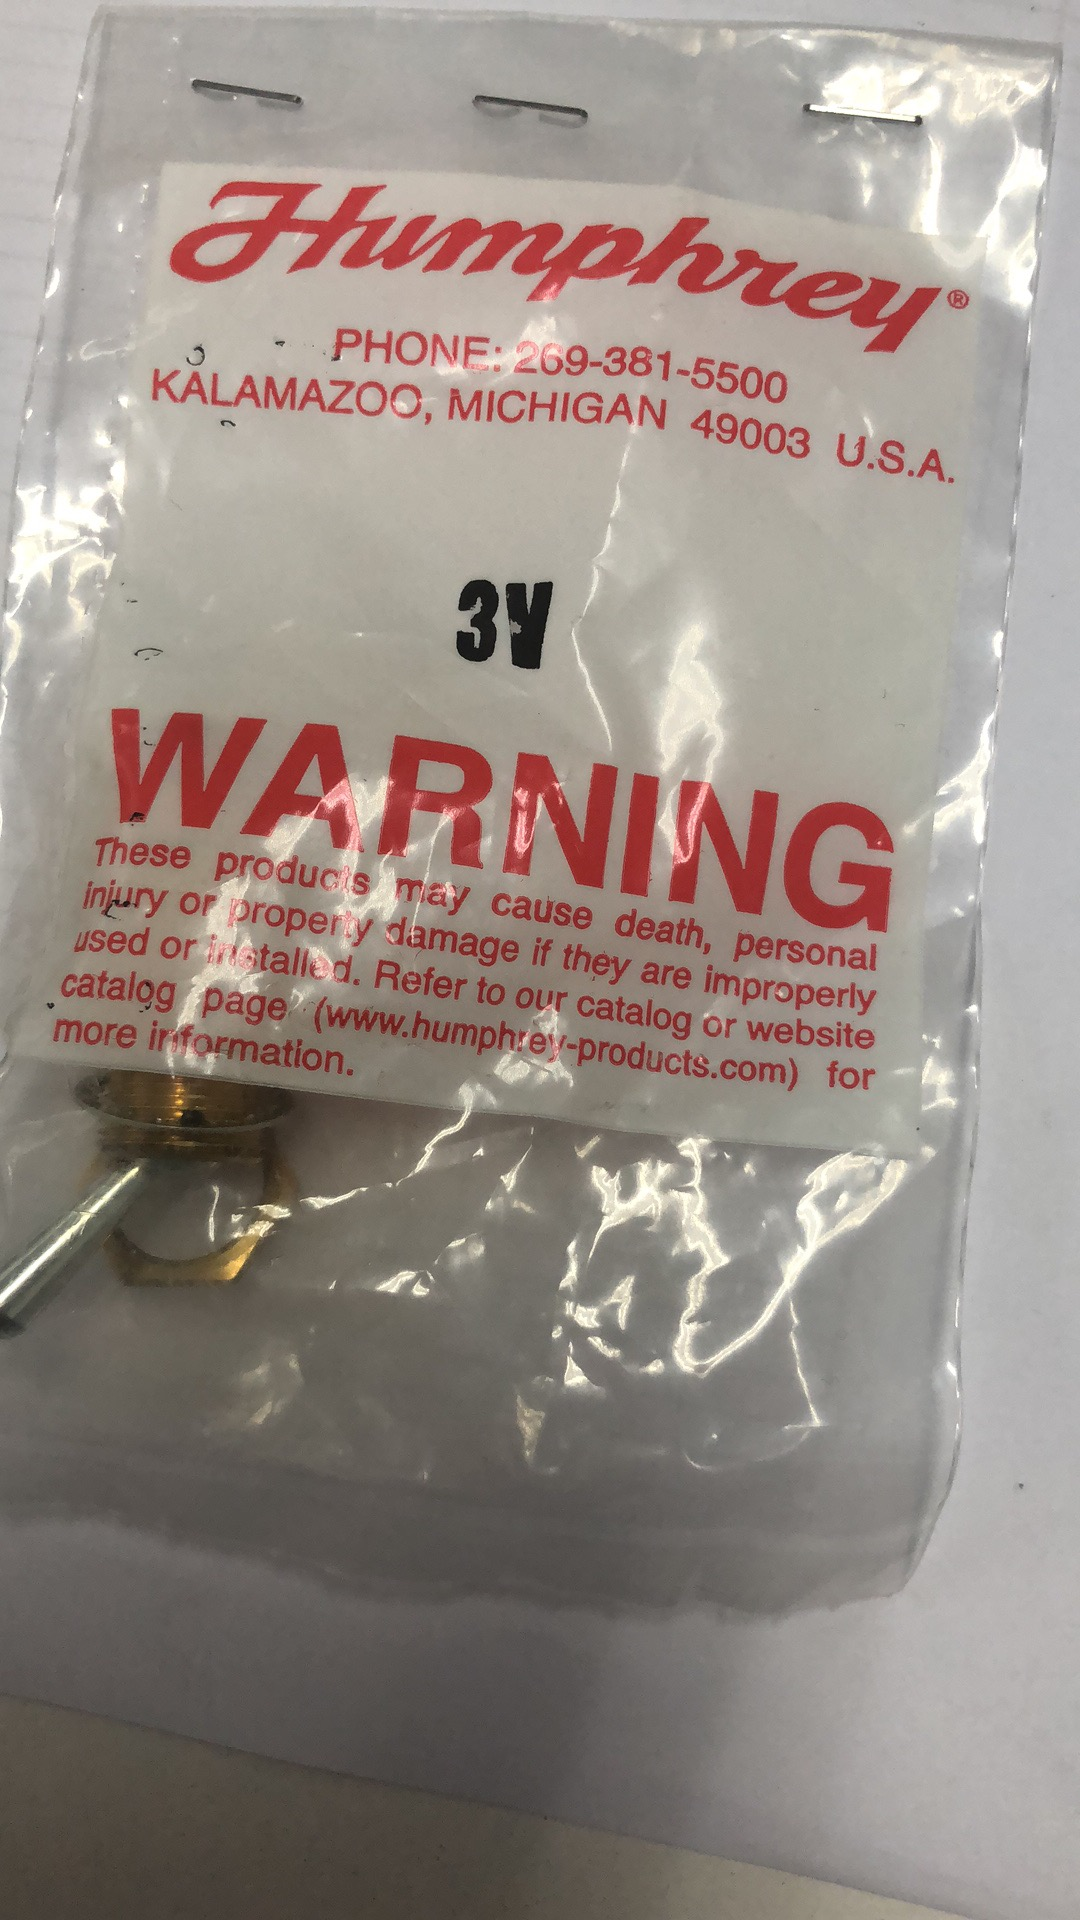 Humphrey®
PHONE: 269-381-5500
KALAMAZOO, MICHIGAN 49003 U.S.A.
3V
WARNING
These products may cause death, personal
injury or property damage if they are improperly
used or installed. Refer to our catalog or website
catalog page (www.humphrey-products.com) for
more information.